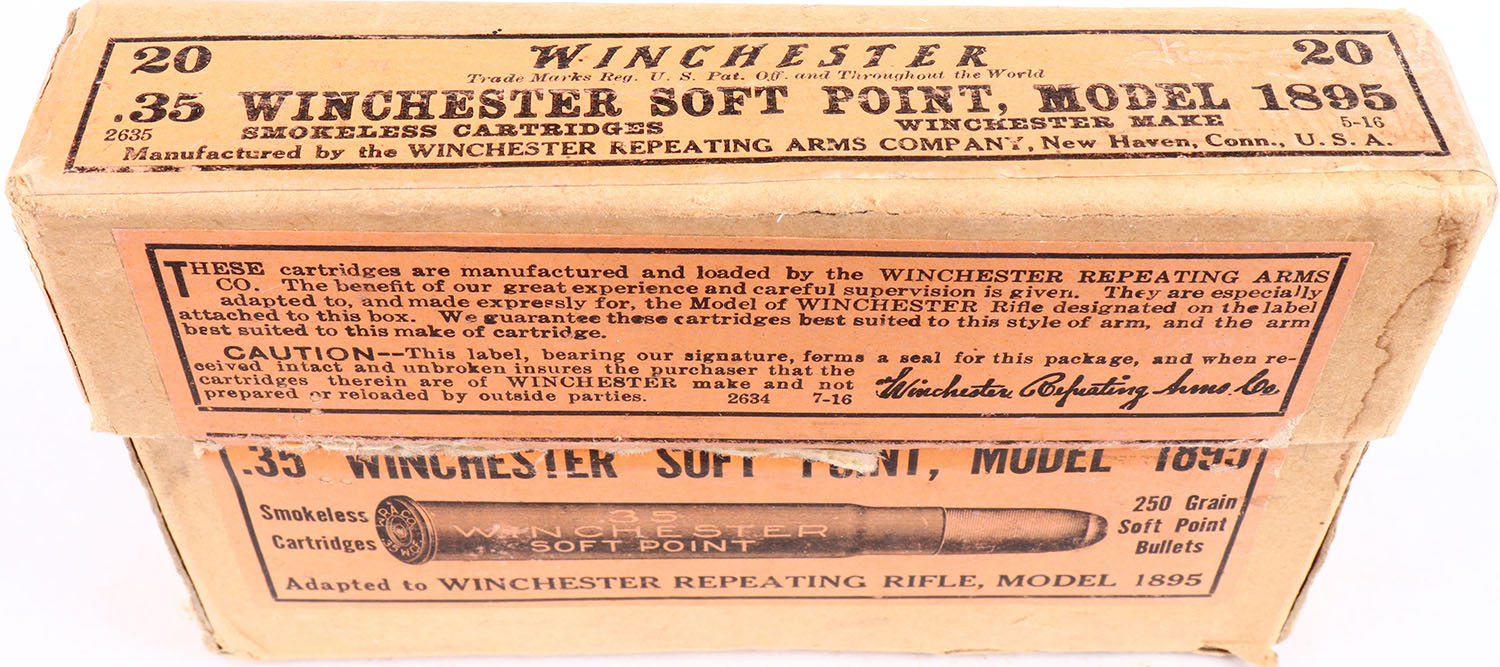 20 WINCHESTER 20
Trade Marks Reg. U. S. Pat. Off. and Throughout the World
.35 WINCHESTER SOFT POINT, MODEL 1895
2635 SMOKELESS CARTRIDGES WINCHESTER MAKE 5-16
Manufactured by the WINCHESTER REPEATING ARMS COMPANY, New Haven, Conn., U. S. A.
THESE cartridges are manufactured and loaded by the WINCHESTER REPEATING ARMS
CO. The benefit of our great experience and careful supervision is given. They are especially
adapted to, and made expressly for, the Model of WINCHESTER Rifle designated on the label
attached to this box. We guarantee these cartridges best suited to this style of arm, and the arm
best suited to this make of cartridge.
CAUTION--This label, bearing our signature, forms a seal for this package, and when re-
ceived intact and unbroken insures the purchaser that the
cartridges therein are of WINCHESTER make and not
prepared or reloaded by outside parties. 2634 7-16
Winchester Repeating Arms Co.
.35 WINCHESTER SOFT POINT, MODEL 1895
Smokeless
Cartridges
W.R.A.CO.
.35 W.C.F.
35
WINCHESTER
SOFT POINT
250 Grain
Soft Point
Bullets
Adapted to WINCHESTER REPEATING RIFLE, MODEL 1895